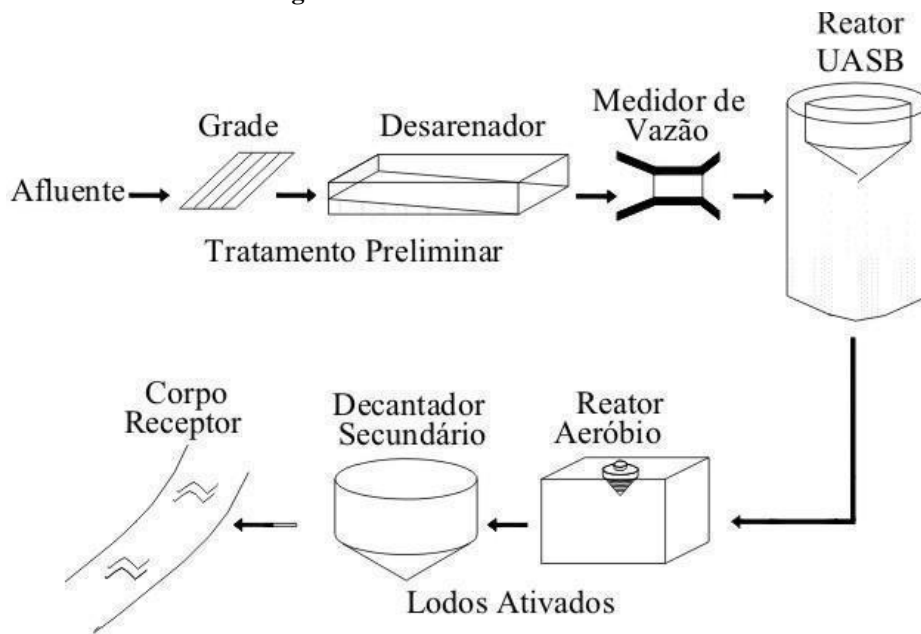 Reator
UASB
Medidor de
Vazão
Grade
Desarenador
Afluente
Tratamento Preliminar
Corpo
Receptor
Decantador
Secundário
Reator
Aeróbio
Lodos Ativados